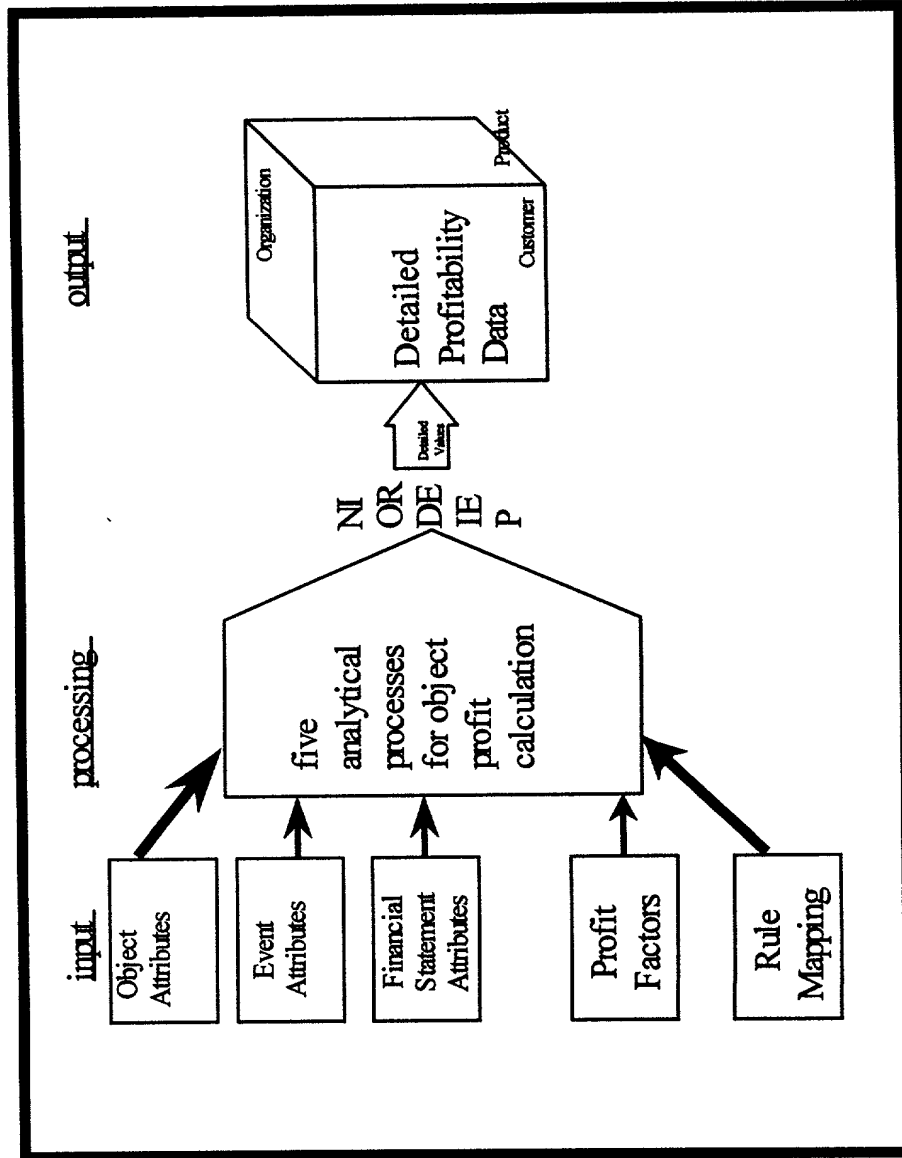 input
processing
output
Object
Attributes
Event
Attributes
Financial
Statement
Attributes
Profit
Factors
Rule
Mapping
five
analytical
processes
for object
profit
calculation
NI
OR
DE
IE
P
Detailed
Values
Organization
Detailed
Profitability
Data
Customer
Product